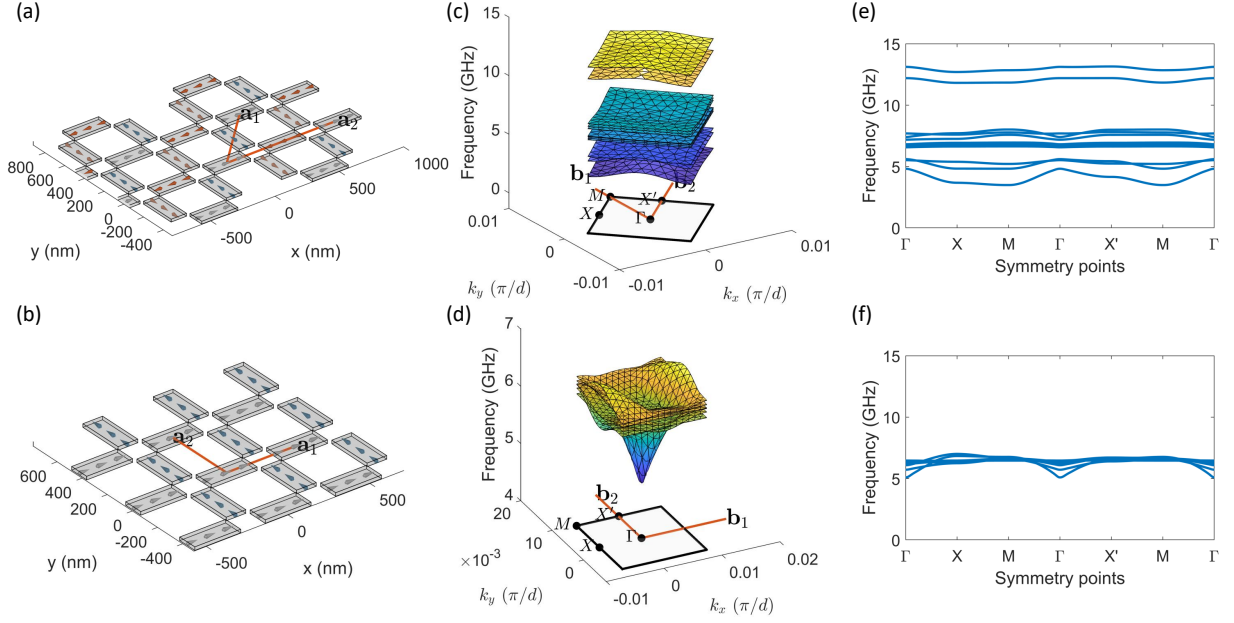 (a)
a₁
a₂
800
600
400
200
0
-200
-400
y (nm)
-500
0
500
1000
x (nm)
(c)
Frequency (GHz)
15
10
5
0
b₁
b₂
M
X
X'
Γ
0.01
0
-0.01
k_y (π/d)
-0.01
0
0.01
k_x (π/d)
(e)
Frequency (GHz)
15
10
5
0
Γ X M Γ X' M Γ
Symmetry points
(b)
a₂
a₁
600
400
200
0
-200
-400
y (nm)
-500
0
500
x (nm)
(d)
Frequency (GHz)
7
6
5
4
b₂
b₁
M
X'
X
Γ
20
10
0
×10⁻³
k_y (π/d)
-0.01
0
0.01
0.02
k_x (π/d)
(f)
Frequency (GHz)
15
10
5
0
Γ X M Γ X' M Γ
Symmetry points